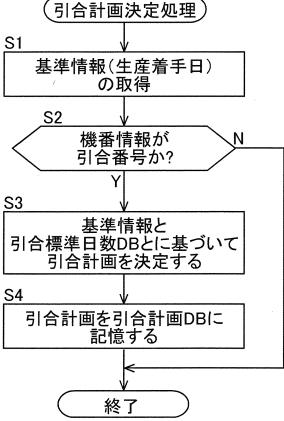 引合計画決定処理
S1
基準情報(生産着手日)
の取得
S2
機番情報が
引合番号か?
N
Y
S3
基準情報と
引合標準日数DBとに基づいて
引合計画を決定する
S4
引合計画を引合計画DBに
記憶する
終了